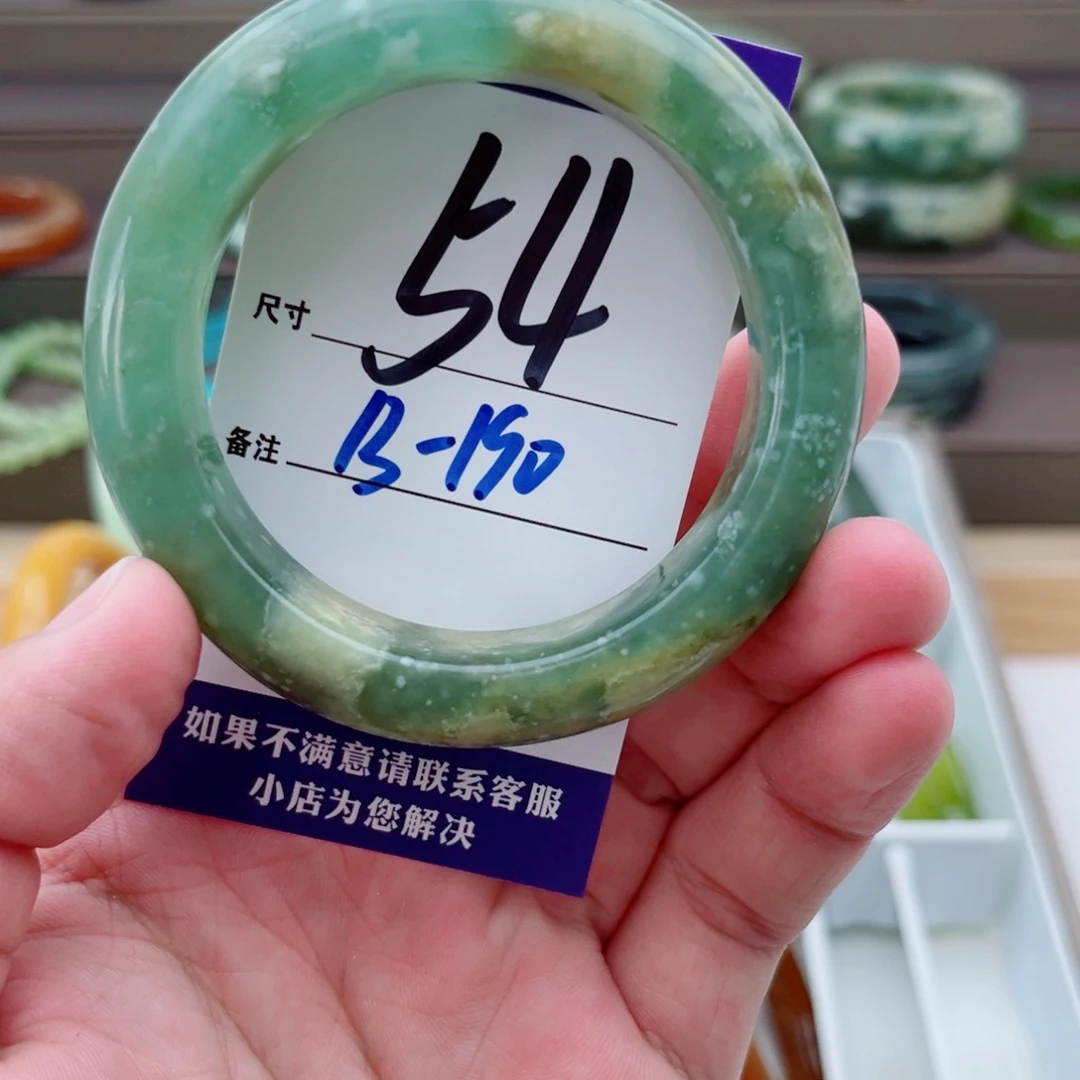 尺寸 54
备注 B-190
如果不满意请联系客服
小店为您解决